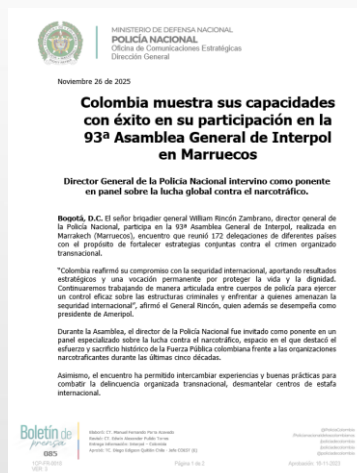 MINISTERIO DE DEFENSA NACIONAL
POLICÍA NACIONAL
Oficina de Comunicaciones Estratégicas
Dirección General
Noviembre 26 de 2025
Colombia muestra sus capacidades
con éxito en su participación en la
93ª Asamblea General de Interpol
en Marruecos
Director General de la Policía Nacional intervino como ponente
en panel sobre la lucha global contra el narcotráfico.
Bogotá, D.C. El señor brigadier general William Rincón Zambrano, director general de
la Policía Nacional, participa en la 93ª Asamblea General de Interpol, realizada en
Marrakech (Marruecos), encuentro que reunió 172 delegaciones de diferentes países
con el propósito de fortalecer estrategias conjuntas contra el crimen organizado
transnacional.
"Colombia reafirmó su compromiso con la seguridad internacional, aportando resultados
estratégicos y una vocación permanente por proteger la vida y la dignidad.
Continuaremos trabajando de manera articulada entre cuerpos de policía para ejercer
un control eficaz sobre las estructuras criminales y enfrentar a quienes amenazan la
seguridad internacional", afirmó el General Rincón, quien además se desempeña como
presidente de Ameripol.
Durante la Asamblea, el director de la Policía Nacional fue invitado como ponente en un
panel especializado sobre la lucha contra el narcotráfico, espacio en el que destacó el
esfuerzo y sacrificio histórico de la Fuerza Pública colombiana frente a las organizaciones
narcotraficantes durante las últimas cinco décadas.
Asimismo, el encuentro ha permitido intercambiar experiencias y buenas prácticas para
combatir la delincuencia organizada transnacional, desmantelar centros de estafa
internacional.
Boletín de
prensa
085
Página 1 de 2